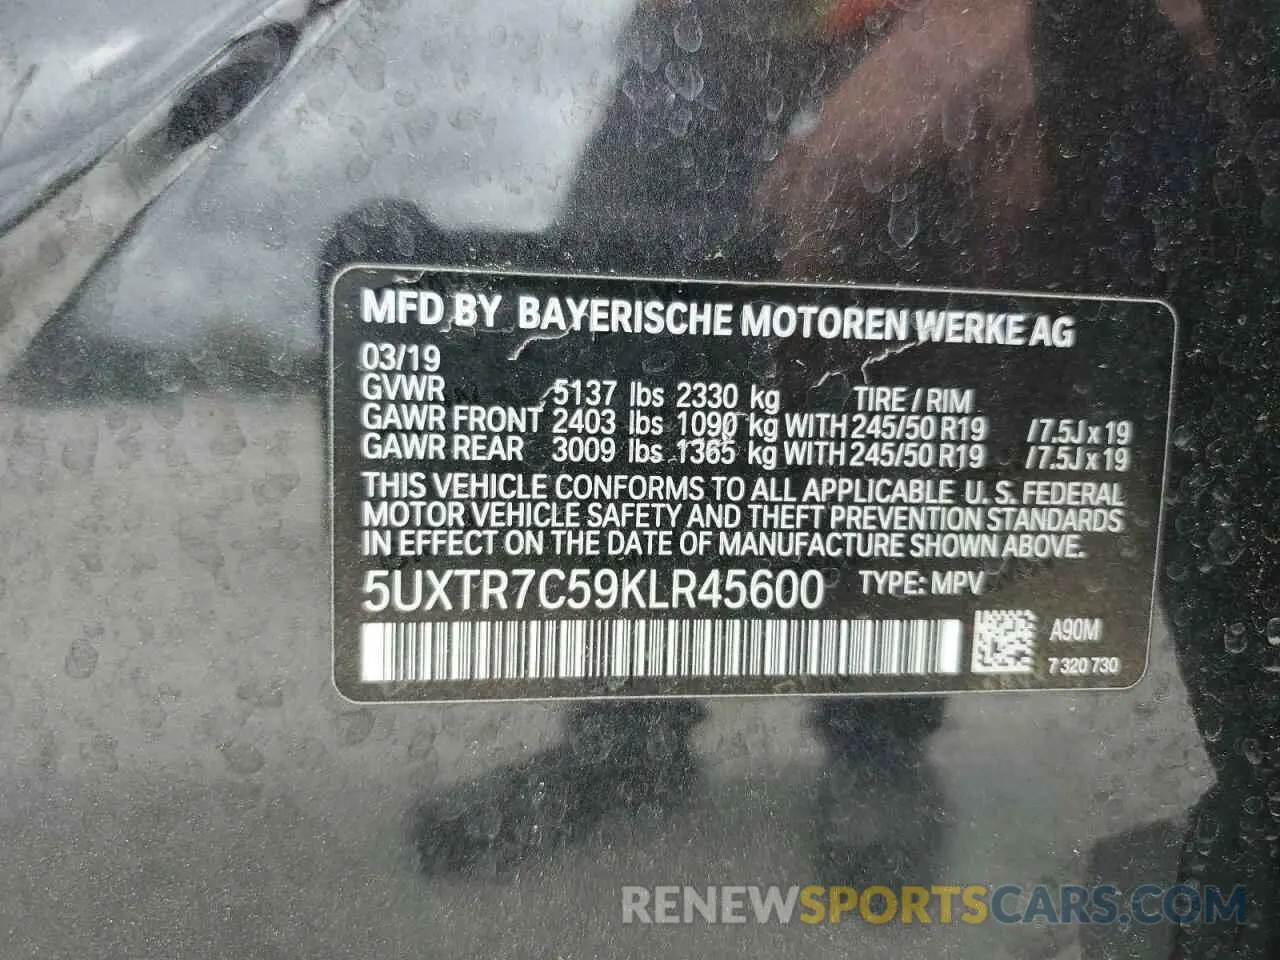 MFD BY BAYERISCHE MOTOREN WERKE AG
03/19
GVWR 5137 lbs 2330 kg TIRE / RIM
GAWR FRONT 2403 lbs 1090 kg WITH 245/50 R19 /7.5J x 19
GAWR REAR 3009 lbs 1365 kg WITH 245/50 R19 /7.5J x 19
THIS VEHICLE CONFORMS TO ALL APPLICABLE U. S. FEDERAL
MOTOR VEHICLE SAFETY AND THEFT PREVENTION STANDARDS
IN EFFECT ON THE DATE OF MANUFACTURE SHOWN ABOVE.
5UXTR7C59KLR45600 TYPE: MPV
A90M
7 320 730
RENEWSPORTSCARS.COM